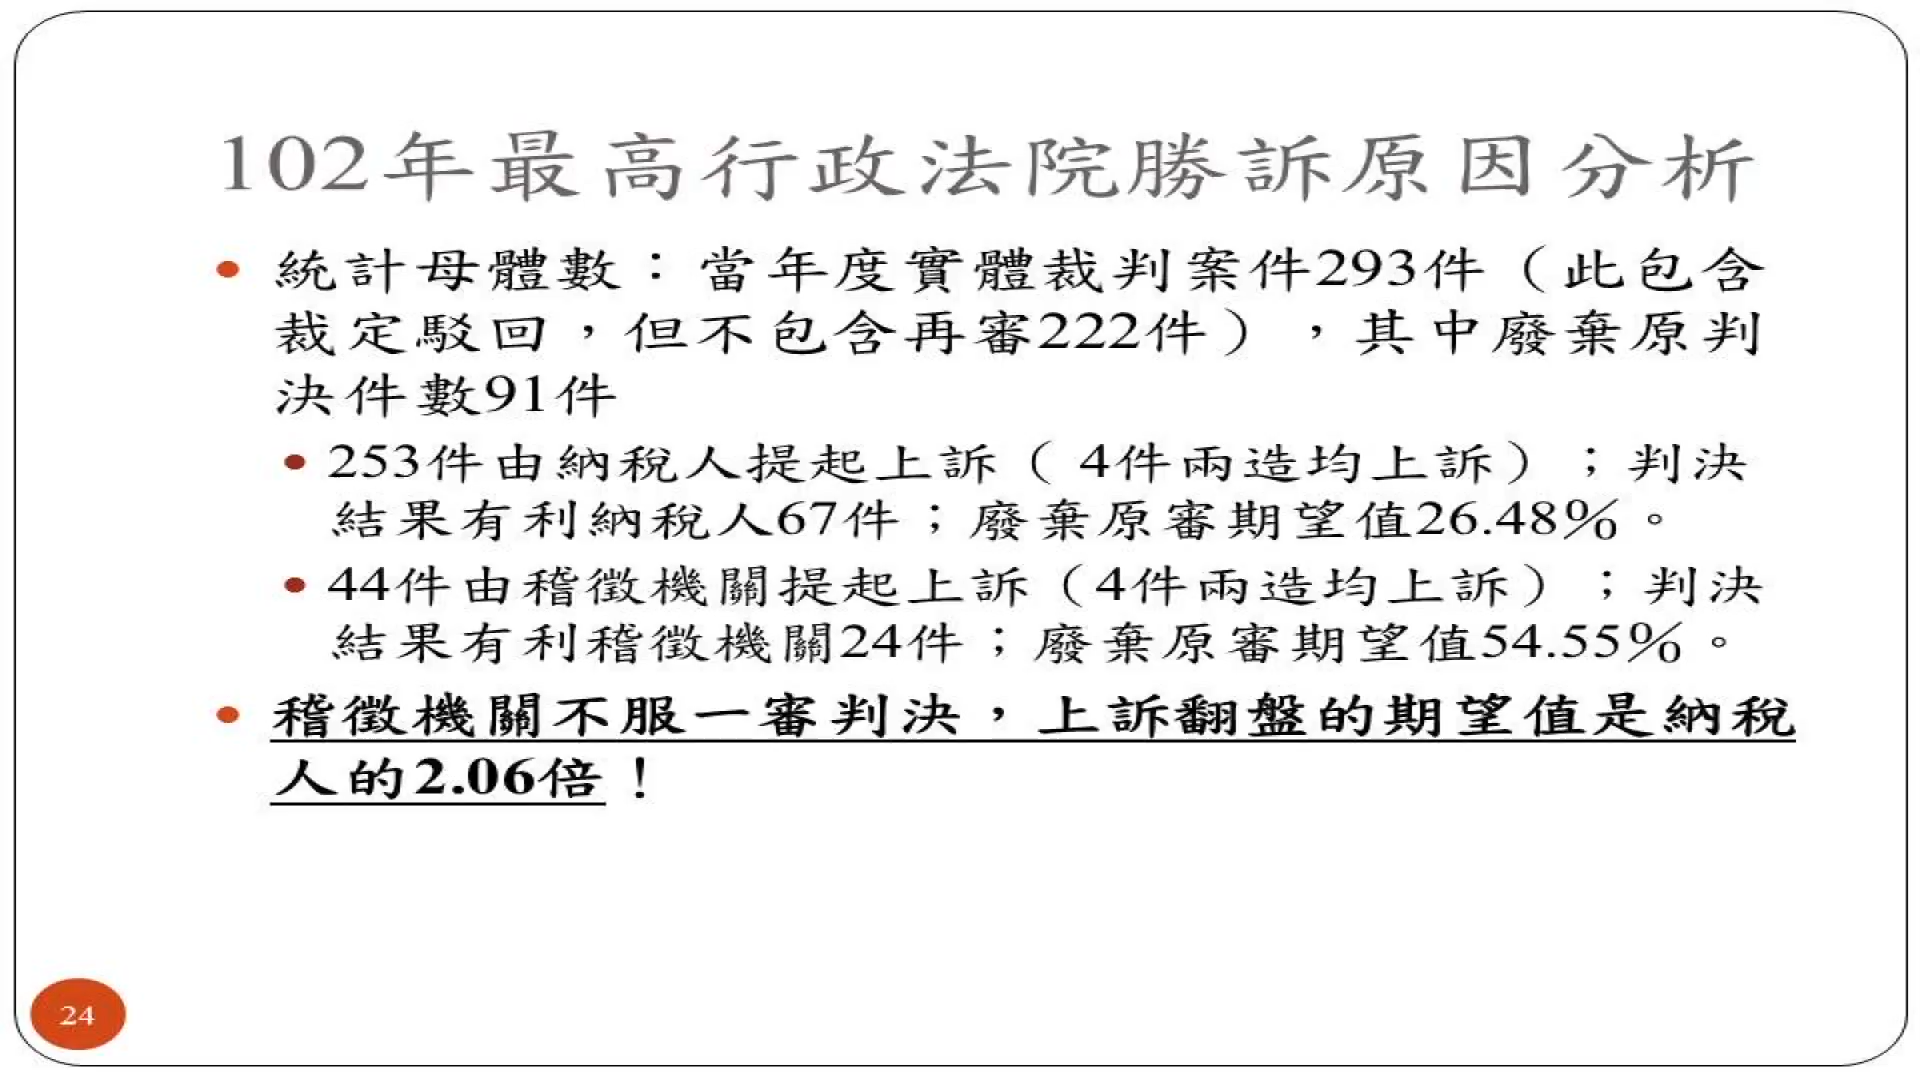 102年最高行政法院勝訴原因分析
統計母體數：當年度實體裁判案件293件（此包含
裁定駁回，但不包含再審222件），其中廢棄原判
決件數91件
253件由納稅人提起上訴（ 4件兩造均上訴）；判決
結果有利納稅人67件；廢棄原審期望值26.48%。
44件由稽徵機關提起上訴（4件兩造均上訴）；判決
結果有利稽徵機關24件；廢棄原審期望值54.55%。
稽徵機關不服一審判決，上訴翻盤的期望值是納稅
人的2.06倍！
24